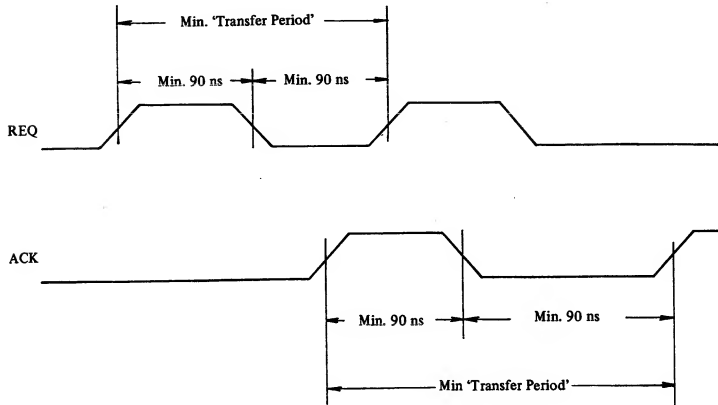 Min. 'Transfer Period'
Min. 90 ns Min. 90 ns
REQ
ACK
Min. 90 ns Min. 90 ns
Min 'Transfer Period'